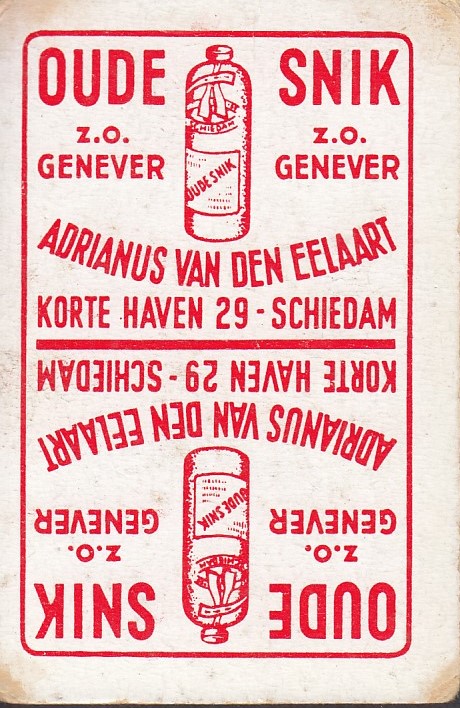 OUDE SNIK
Z.O. Z.O.
GENEVER GENEVER
SCHIEDAM
OUDE SNIK
ADRIANUS VAN DEN EELAART
KORTE HAVEN 29 - SCHIEDAM
KORTE HAVEN 29 - SCHIEDAM
ADRIANUS VAN DEN EELAART
OUDE SNIK
SCHIEDAM
GENEVER GENEVER
Z.O. Z.O.
OUDE SNIK